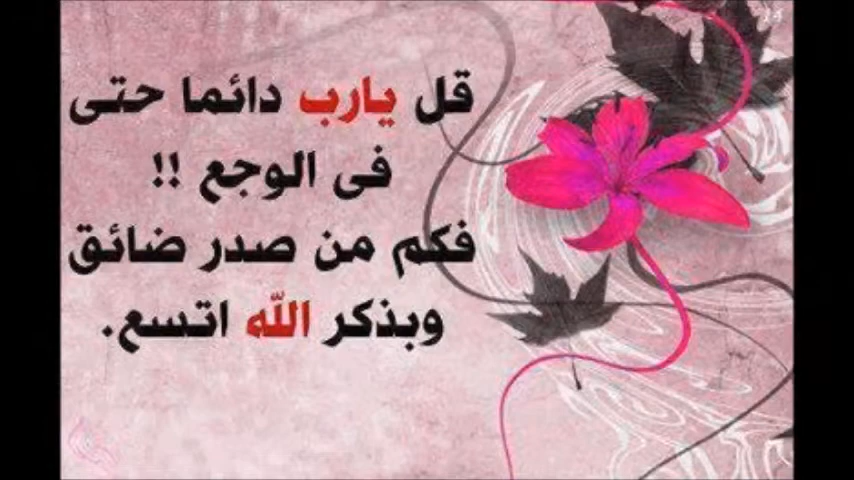 قل يارب دائما حتى
فى الوجع !!
فكم من صدر ضائق
وبذكر الله اتسع.